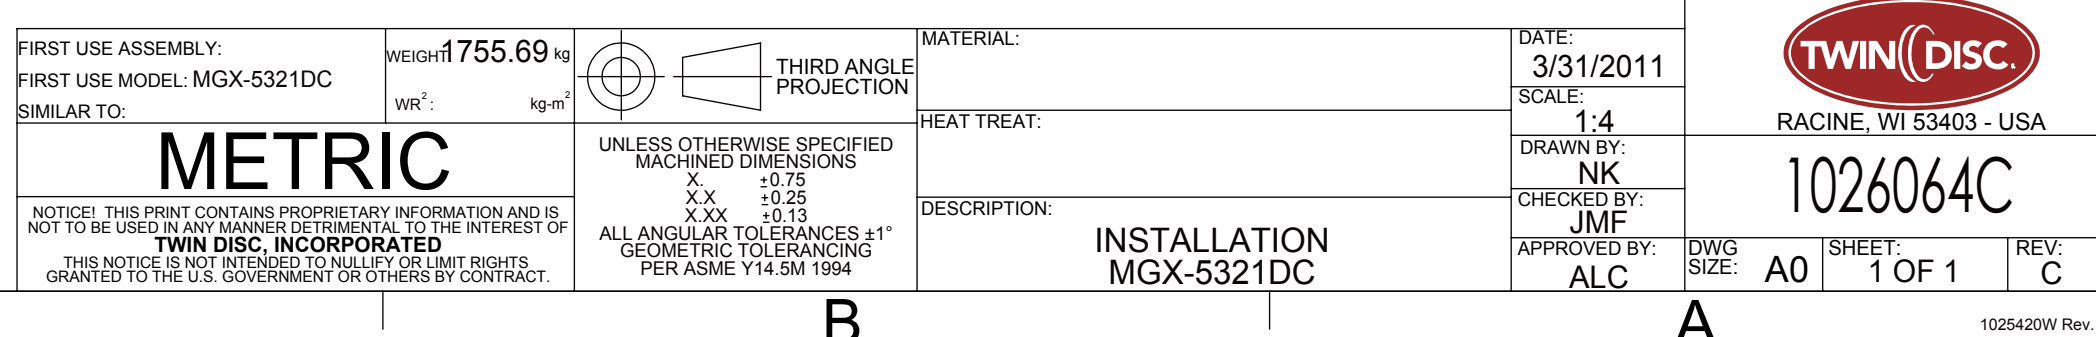 FIRST USE ASSEMBLY:
FIRST USE MODEL: MGX-5321DC
SIMILAR TO:
WEIGHT 1755.69 kg
WR²: kg-m²
METRIC
NOTICE! THIS PRINT CONTAINS PROPRIETARY INFORMATION AND IS
NOT TO BE USED IN ANY MANNER DETRIMENTAL TO THE INTEREST OF
TWIN DISC, INCORPORATED
THIS NOTICE IS NOT INTENDED TO NULLIFY OR LIMIT RIGHTS
GRANTED TO THE U.S. GOVERNMENT OR OTHERS BY CONTRACT.
THIRD ANGLE
PROJECTION
UNLESS OTHERWISE SPECIFIED
MACHINED DIMENSIONS
X. ±0.75
X.X ±0.25
X.XX ±0.13
ALL ANGULAR TOLERANCES ±1°
GEOMETRIC TOLERANCING
PER ASME Y14.5M 1994
MATERIAL:
HEAT TREAT:
DESCRIPTION:
INSTALLATION
MGX-5321DC
DATE:
3/31/2011
SCALE:
1:4
DRAWN BY:
NK
CHECKED BY:
JMF
APPROVED BY:
ALC
TWIN DISC.
RACINE, WI 53403 - USA
1026064C
DWG
SIZE: A0
SHEET:
1 OF 1
REV:
C
B
A
1025420W Rev.